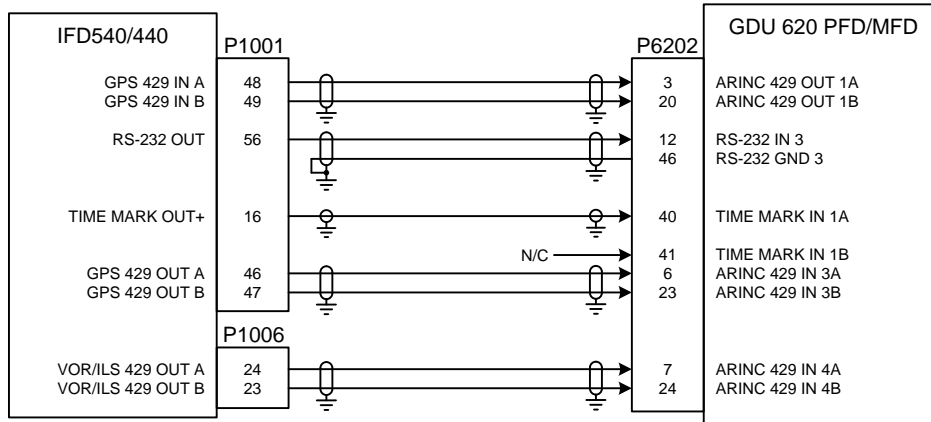 IFD540/440
P1001
P6202
GDU 620 PFD/MFD
GPS 429 IN A 48 3 ARINC 429 OUT 1A
GPS 429 IN B 49 20 ARINC 429 OUT 1B
RS-232 OUT 56 12 RS-232 IN 3
46 RS-232 GND 3
TIME MARK OUT+ 16 40 TIME MARK IN 1A
N/C 41 TIME MARK IN 1B
GPS 429 OUT A 46 6 ARINC 429 IN 3A
GPS 429 OUT B 47 23 ARINC 429 IN 3B
P1006
VOR/ILS 429 OUT A 24 7 ARINC 429 IN 4A
VOR/ILS 429 OUT B 23 24 ARINC 429 IN 4B